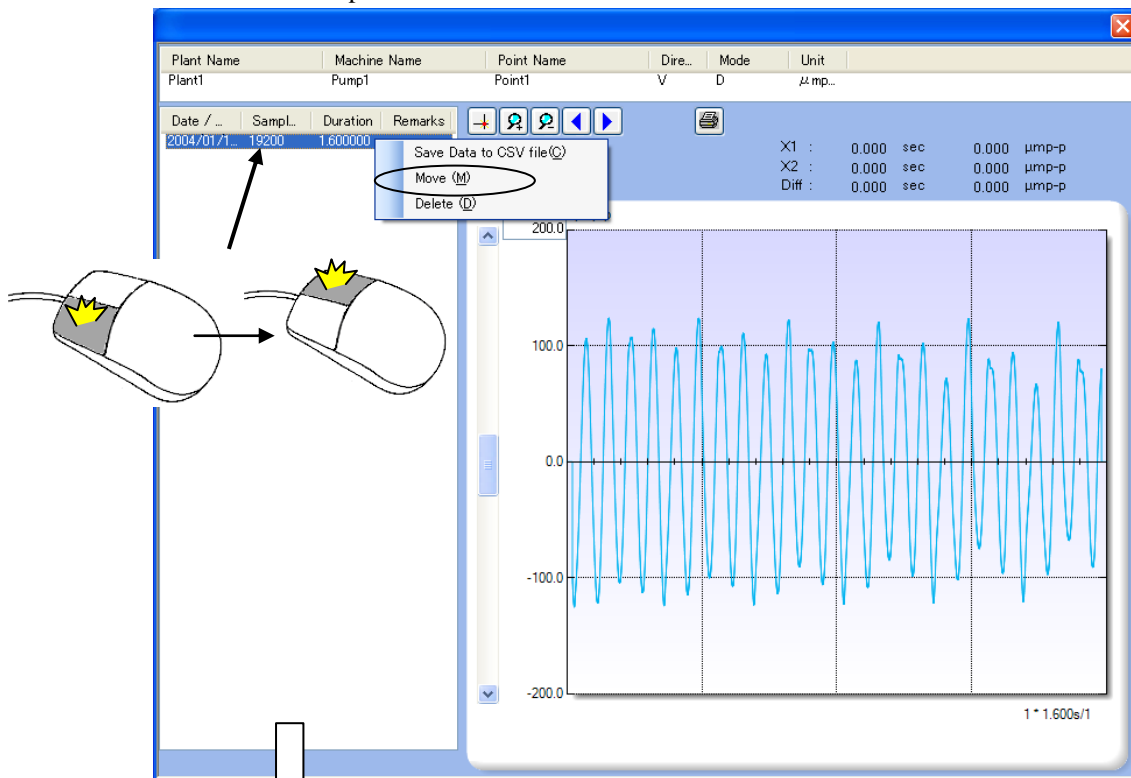 Plant Name Machine Name Point Name Dire... Mode Unit
Plant1 Pump1 Point1 V D μmp...
Date / ... Sampl... Duration Remarks
2004/01/1... 19200 1.600000
Save Data to CSV file(C)
Move (M)
Delete (D)
X1 : 0.000 sec 0.000 μmp-p
X2 : 0.000 sec 0.000 μmp-p
Diff : 0.000 sec 0.000 μmp-p
200.0
100.0
0.0
-100.0
-200.0
1 * 1.600s/1